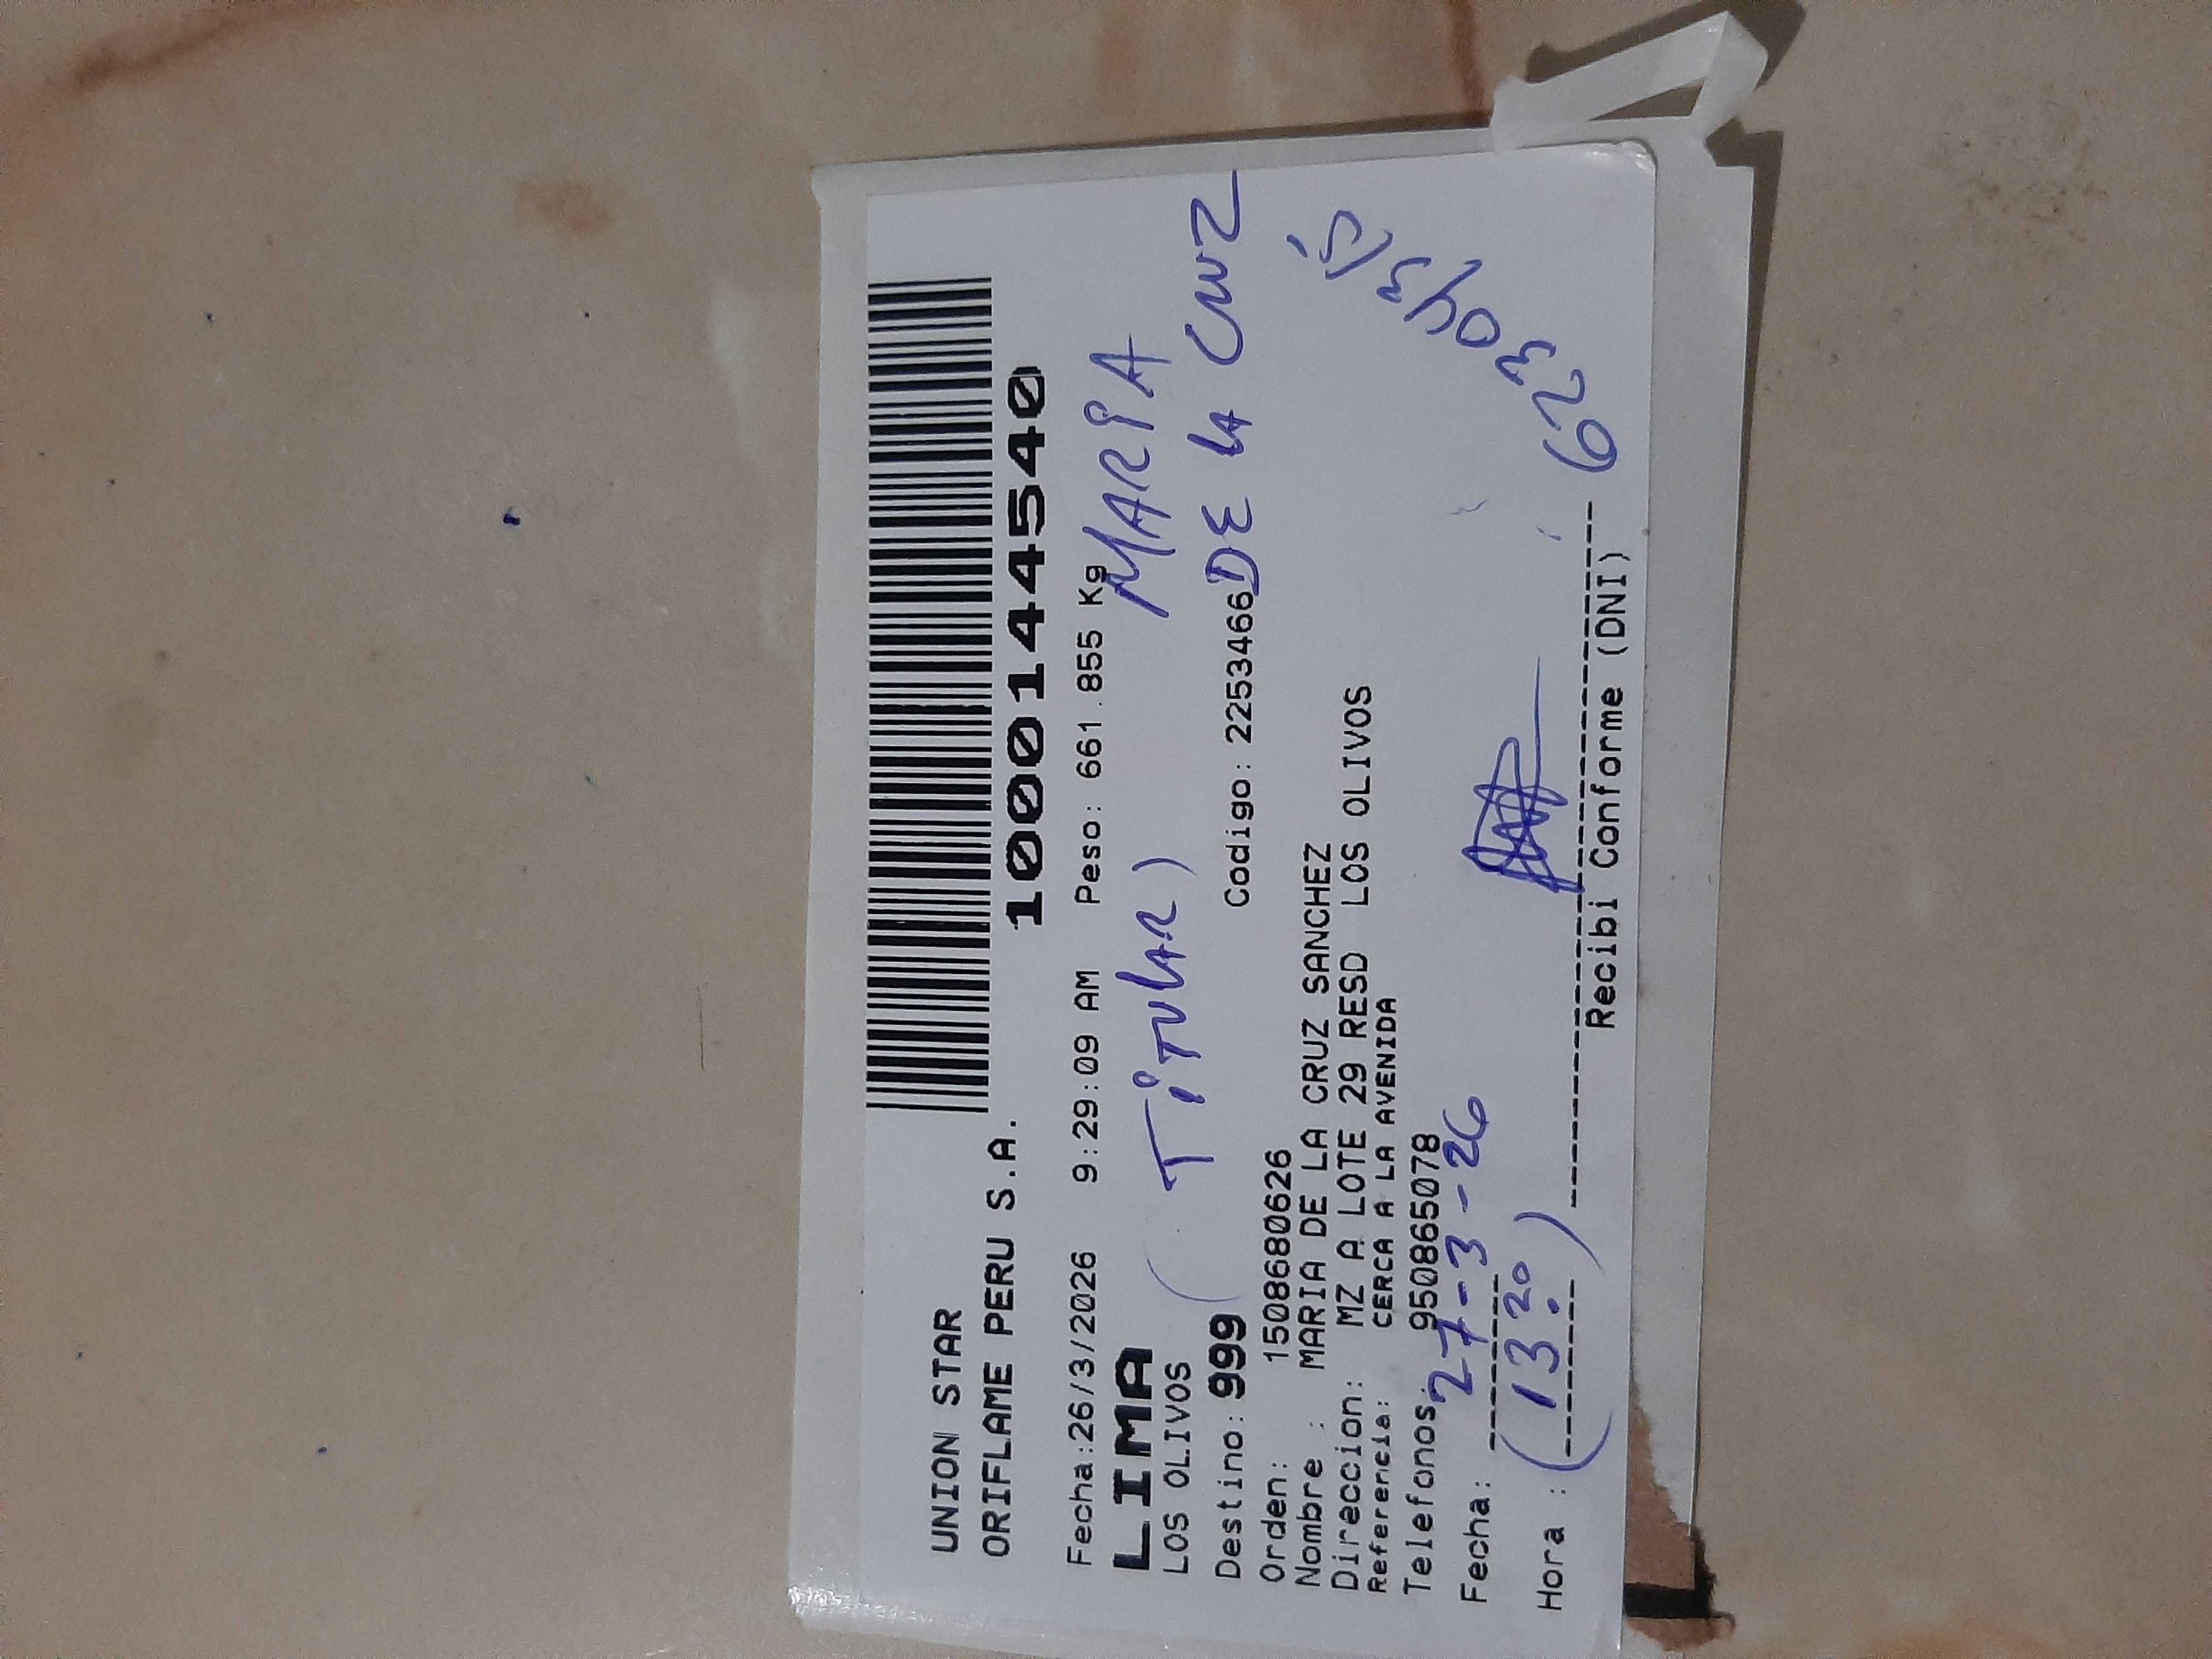 UNION STAR
ORIFLAME PERU S.A.
10001444540
Fecha:26/3/2026 9:29:09 AM Peso: 661.855 Kg
LIMA
LOS OLIVOS
(TiTULAR) MARIA
Destino: 999 Codigo: 2253466 DE LA CRUZ
Orden: 1508680626
Nombre : MARIA DE LA CRUZ SANCHEZ
Direccion: MZ A LOTE 29 RESD LOS OLIVOS
Referencia: CERCA A LA AVENIDA
Telefonos: 950865078
Fecha: 27-3-26
Hora : (13:20)
Recibi Conforme (DNI)